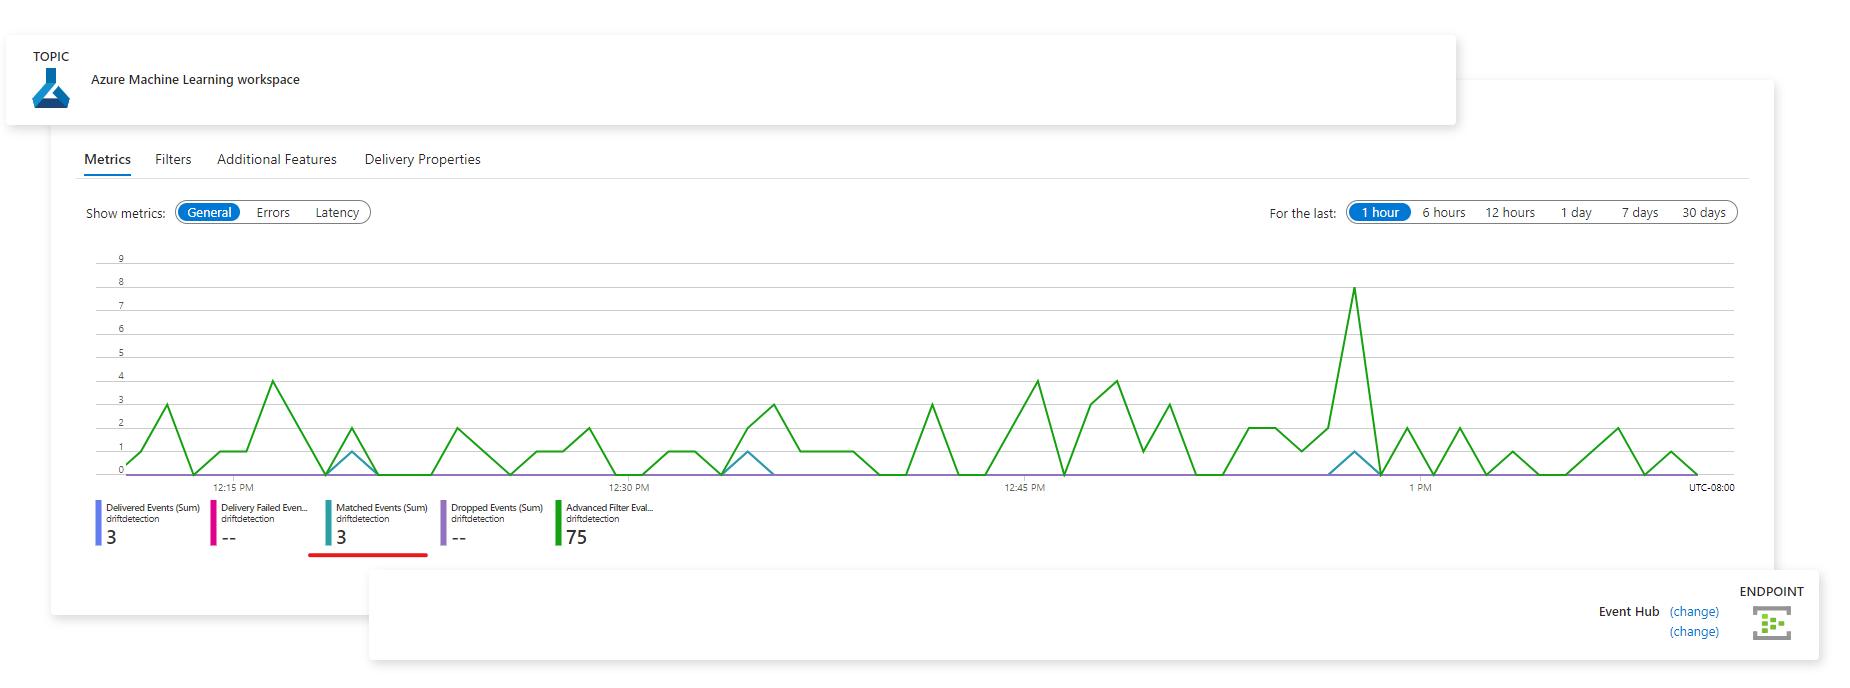 TOPIC
Azure Machine Learning workspace
Metrics Filters Additional Features Delivery Properties
Show metrics: General Errors Latency
For the last: 1 hour 6 hours 12 hours 1 day 7 days 30 days
9
8
7
6
5
4
3
2
1
0
12:15 PM 12:30 PM 12:45 PM 1 PM UTC-08:00
Delivered Events (Sum)
driftdetection
3
Delivery Failed Even...
driftdetection
--
Matched Events (Sum)
driftdetection
3
Dropped Events (Sum)
driftdetection
--
Advanced Filter Eval...
driftdetection
75
ENDPOINT
Event Hub (change)
(change)